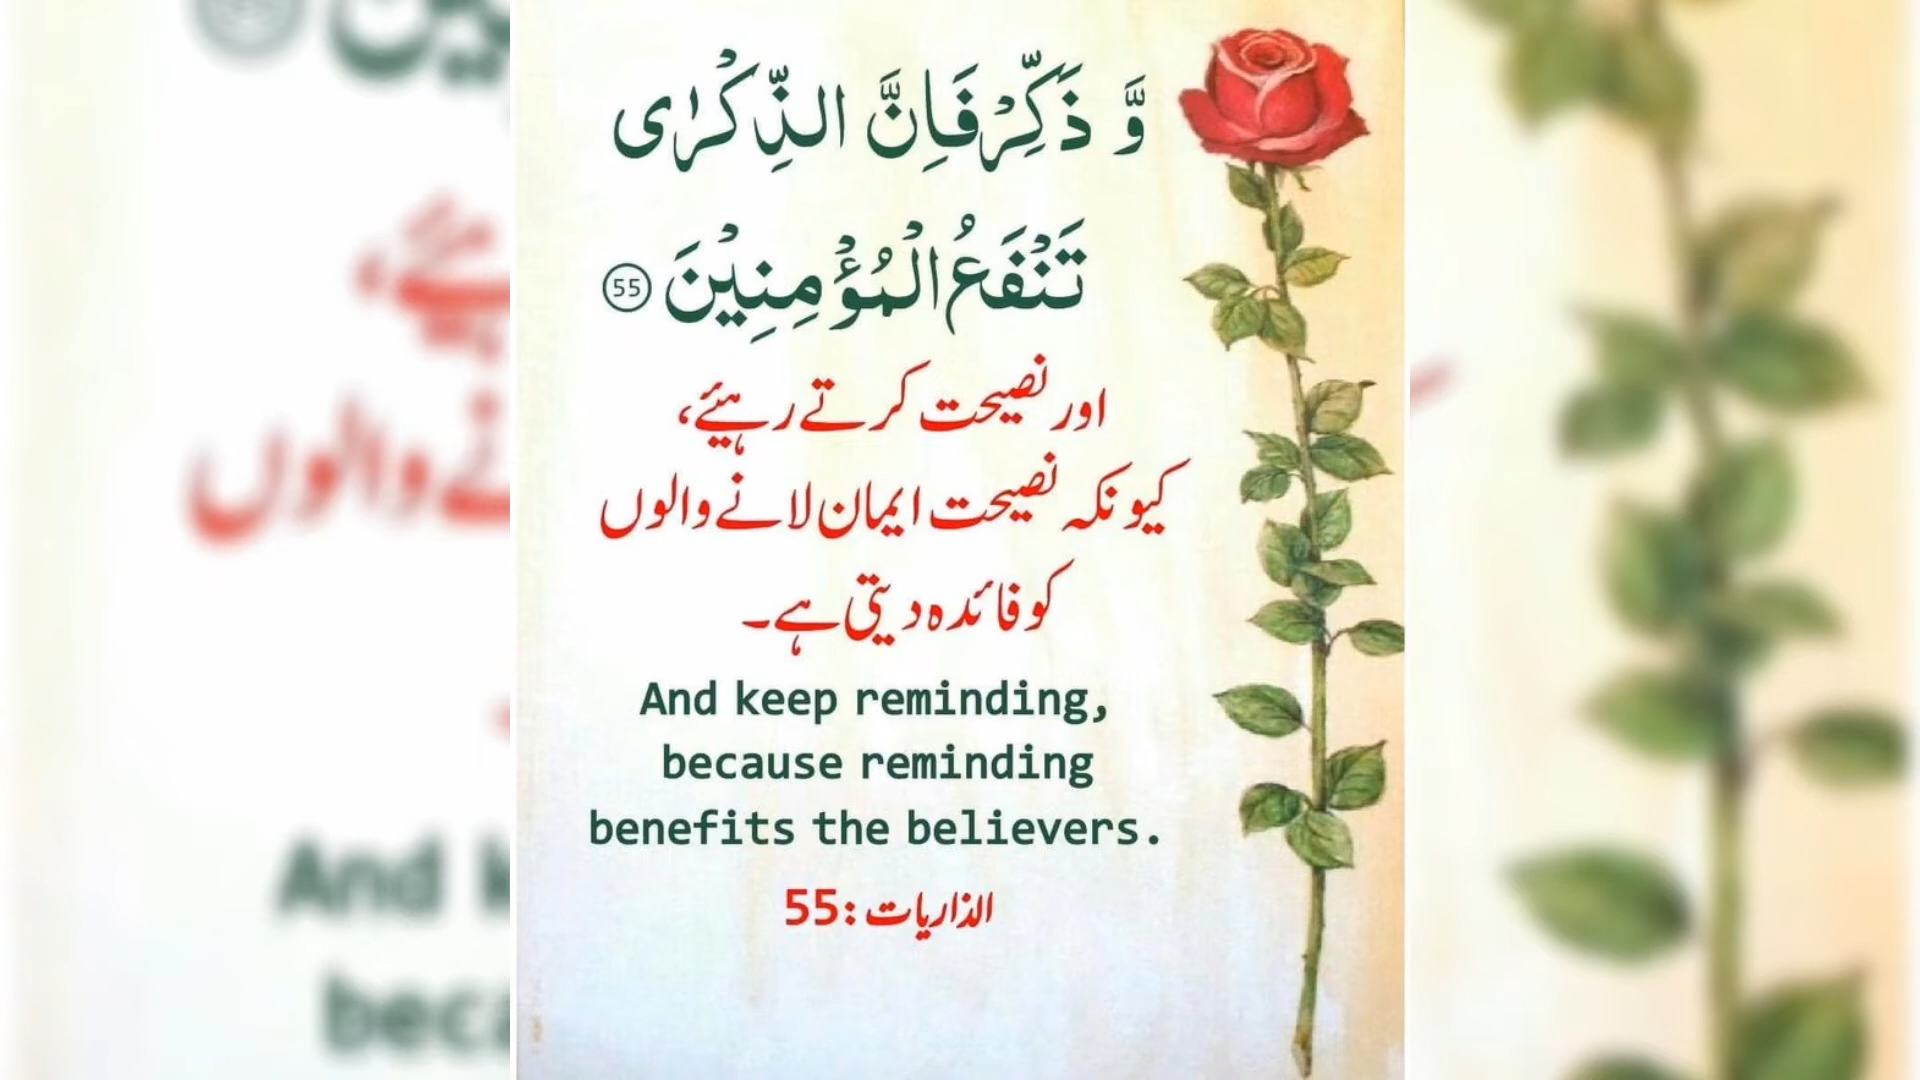 وَّ ذَكِّرْ فَاِنَّ الذِّكْرٰى
تَنْفَعُ الْمُؤْمِنِيْنَ 55
اور نصیحت کرتے رہیئے،
کیونکہ نصیحت ایمان لانے والوں
کو فائدہ دیتی ہے۔
And keep reminding,
because reminding
benefits the believers.
الذاریات : 55